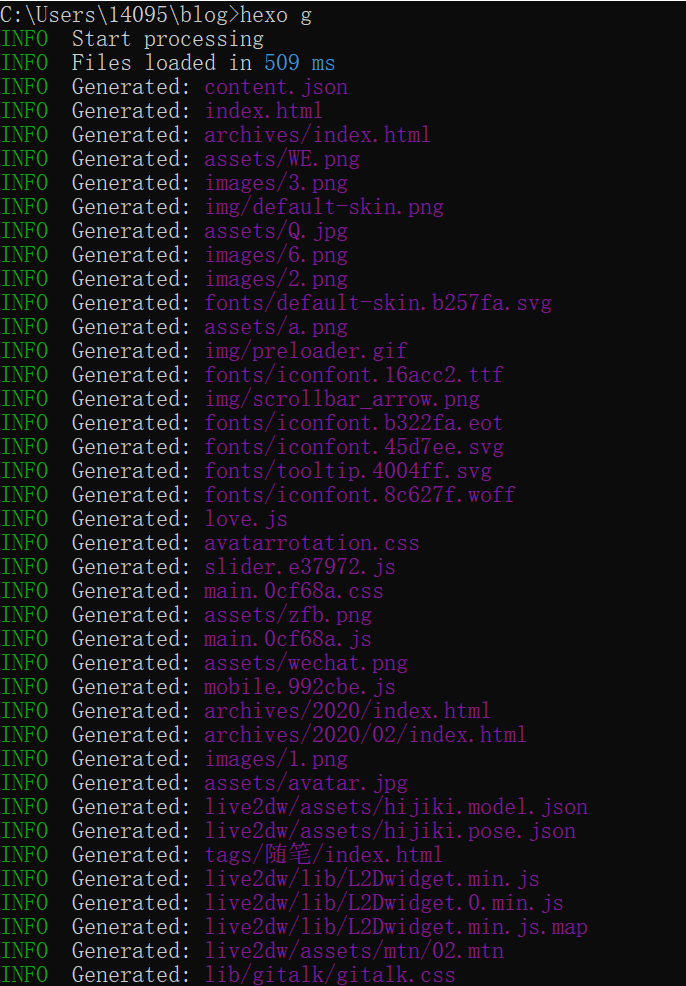 C:\Users\14095\blog>hexo g
INFO  Start processing
INFO  Files loaded in 509 ms
INFO  Generated: content.json
INFO  Generated: index.html
INFO  Generated: archives/index.html
INFO  Generated: assets/WE.png
INFO  Generated: images/3.png
INFO  Generated: img/default-skin.png
INFO  Generated: assets/Q.jpg
INFO  Generated: images/6.png
INFO  Generated: images/2.png
INFO  Generated: fonts/default-skin.b257fa.svg
INFO  Generated: assets/a.png
INFO  Generated: img/preloader.gif
INFO  Generated: fonts/iconfont.16acc2.ttf
INFO  Generated: img/scrollbar_arrow.png
INFO  Generated: fonts/iconfont.b322fa.eot
INFO  Generated: fonts/iconfont.45d7ee.svg
INFO  Generated: fonts/tooltip.4004ff.svg
INFO  Generated: fonts/iconfont.8c627f.woff
INFO  Generated: love.js
INFO  Generated: avatarrotation.css
INFO  Generated: slider.e37972.js
INFO  Generated: main.0cf68a.css
INFO  Generated: assets/zfb.png
INFO  Generated: main.0cf68a.js
INFO  Generated: assets/wechat.png
INFO  Generated: mobile.992cbe.js
INFO  Generated: archives/2020/index.html
INFO  Generated: archives/2020/02/index.html
INFO  Generated: images/1.png
INFO  Generated: assets/avatar.jpg
INFO  Generated: live2dw/assets/hijiki.model.json
INFO  Generated: live2dw/assets/hijiki.pose.json
INFO  Generated: tags/随笔/index.html
INFO  Generated: live2dw/lib/L2Dwidget.min.js
INFO  Generated: live2dw/lib/L2Dwidget.0.min.js
INFO  Generated: live2dw/lib/L2Dwidget.min.js.map
INFO  Generated: live2dw/assets/mtn/02.mtn
INFO  Generated: lib/gitalk/gitalk.css